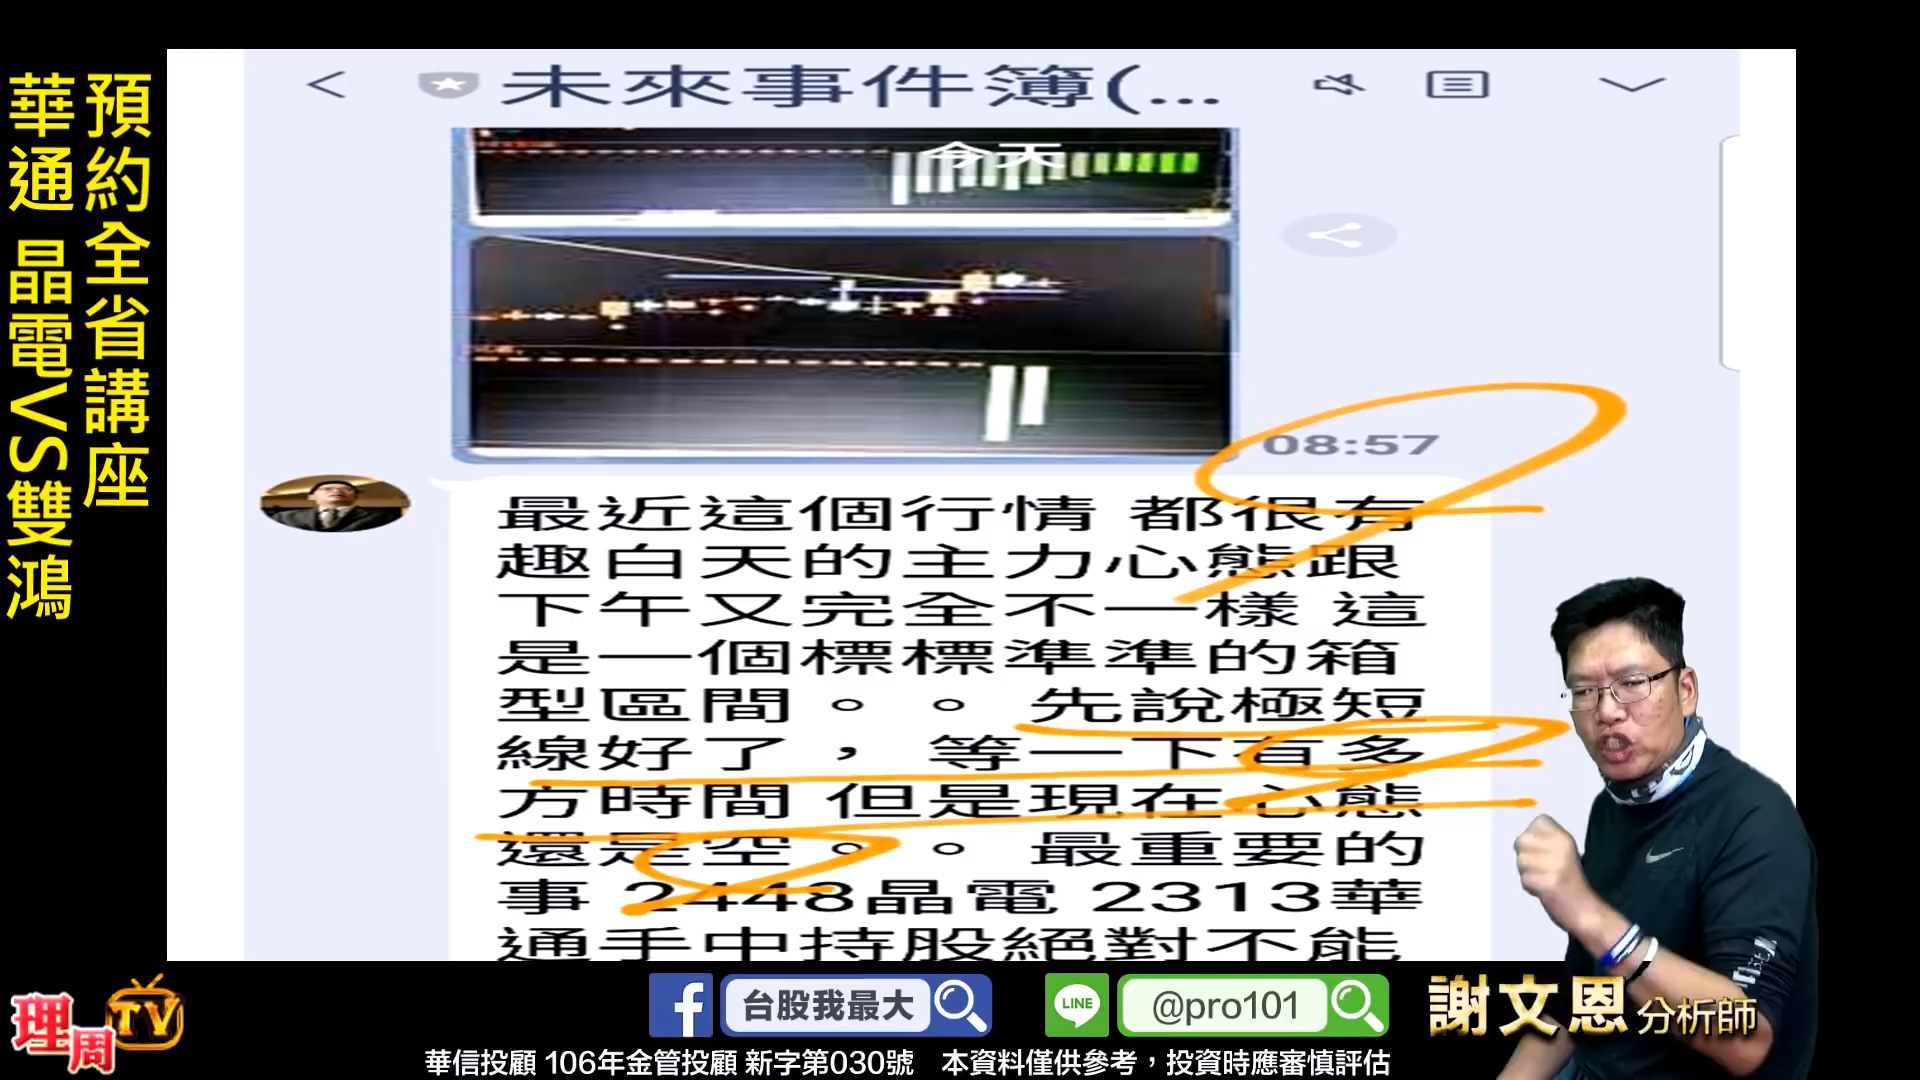 預約全省講座
華通 晶電VS雙鴻
未來事件簿(...
今天
08:57
最近這個行情 都很有
趣白天的主力心態跟
下午又完全不一樣 這
是一個標標準準的箱
型區間。。先說極短
線好了，等一下有多
方時間 但是現在心態
還是空。。最重要的
事 2448晶電 2313華
通手中持股絕對不能
理周TV
台股我最大
LINE
@pro101
謝文恩 分析師
華信投顧 106年金管投顧 新字第030號 本資料僅供參考，投資時應審慎評估